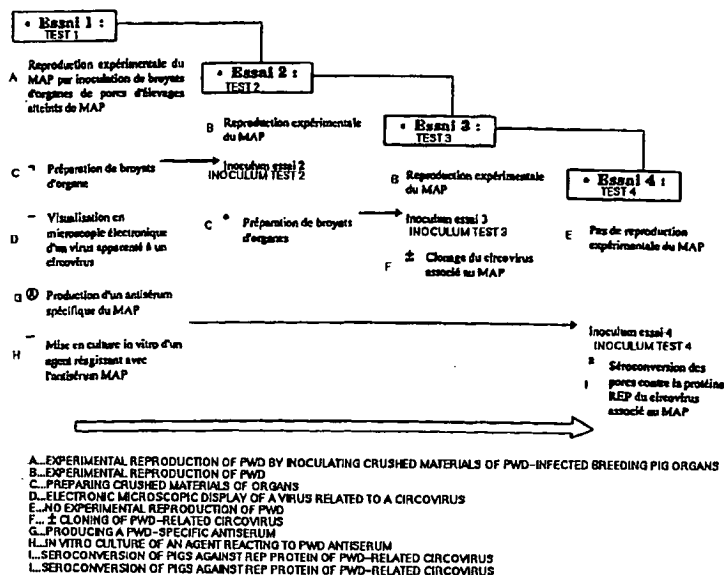 • Essai 1 :
TEST 1
A Reproduction expérimentale du
MAP par inoculation de broyats
d'organes de porcs d'élevages
atteints de MAP
• Essai 2 :
TEST 2
B Reproduction expérimentale
du MAP
• Essai 3 :
TEST 3
C Préparation de broyats
d'organe
Inoculum essai 2
INOCULUM TEST 2
B Reproduction expérimentale
du MAP
• Essai 4 :
TEST 4
D Visualisation en
microscopie électronique
d'un virus apparenté à un
circovirus
C • Préparation de broyats
d'organes
Inoculum essai 3
INOCULUM TEST 3
E Pas de reproduction
expérimentale du MAP
F ± Clonage du circovirus
associé au MAP
G Production d'un antisérum
spécifique du MAP
Inoculum essai 4
INOCULUM TEST 4
H Mise en culture in vitro d'un
agent réagissant avec
l'antisérum MAP
I Séroconversion des
porcs contre la protéine
REP du circovirus
associé au MAP
A...EXPERIMENTAL REPRODUCTION OF PWD BY INOCULATING CRUSHED MATERIALS OF PWD-INFECTED BREEDING PIG ORGANS
B...EXPERIMENTAL REPRODUCTION OF PWD
C...PREPARING CRUSHED MATERIALS OF ORGANS
D...ELECTRONIC MICROSCOPIC DISPLAY OF A VIRUS RELATED TO A CIRCOVIRUS
E...NO EXPERIMENTAL REPRODUCTION OF PWD
F... ± CLONING OF PWD-RELATED CIRCOVIRUS
G...PRODUCING A PWD-SPECIFIC ANTISERUM
H...IN VITRO CULTURE OF AN AGENT REACTING TO PWD ANTISERUM
I...SEROCONVERSION OF PIGS AGAINST REP PROTEIN OF PWD-RELATED CIRCOVIRUS
I...SEROCONVERSION OF PIGS AGAINST REP PROTEIN OF PWD-RELATED CIRCOVIRUS